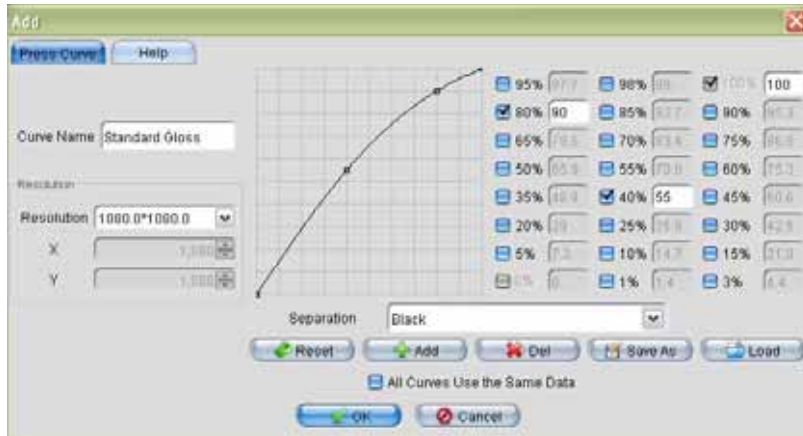 Add
Press Curve Help
95% 98% 100% 100
80% 90 85% 90%
Curve Name Standard Gloss
65% 70% 75%
50% 55% 60%
Resolution
35% 40% 55 45%
Resolution 1080.0*1080.0
20% 25% 30%
X
5% 10% 15%
Y
0% 0 1% 3%
Separation Black
Reset Add Del Save As Load
All Curves Use the Same Data
OK Cancel